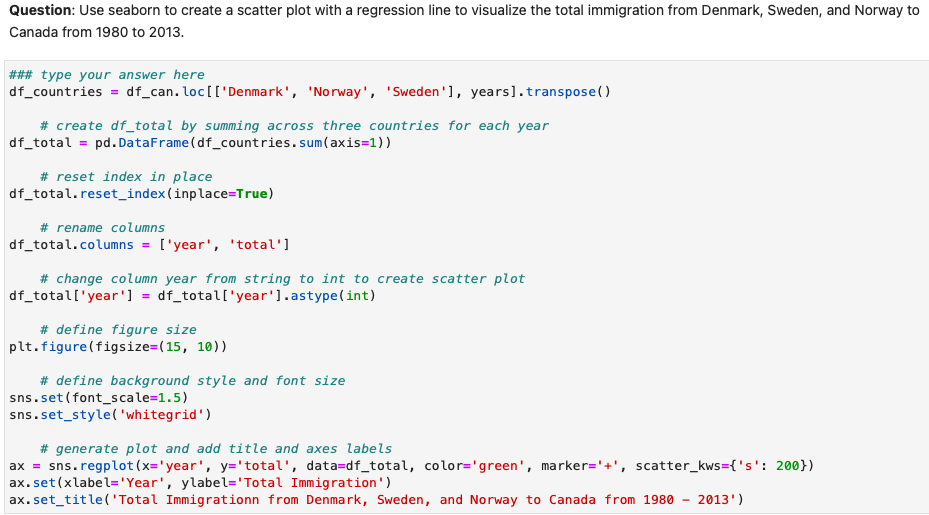 Question: Use seaborn to create a scatter plot with a regression line to visualize the total immigration from Denmark, Sweden, and Norway to
Canada from 1980 to 2013.
### type your answer here
df_countries = df_can.loc[['Denmark', 'Norway', 'Sweden'], years].transpose()
# create df_total by summing across three countries for each year
df_total = pd.DataFrame(df_countries.sum(axis=1))
# reset index in place
df_total.reset_index(inplace=True)
# rename columns
df_total.columns = ['year', 'total']
# change column year from string to int to create scatter plot
df_total['year'] = df_total['year'].astype(int)
# define figure size
plt.figure(figsize=(15, 10))
# define background style and font size
sns.set(font_scale=1.5)
sns.set_style('whitegrid')
# generate plot and add title and axes labels
ax = sns.regplot(x='year', y='total', data=df_total, color='green', marker='+', scatter_kws={'s': 200})
ax.set(xlabel='Year', ylabel='Total Immigration')
ax.set_title('Total Immigrationn from Denmark, Sweden, and Norway to Canada from 1980 - 2013')